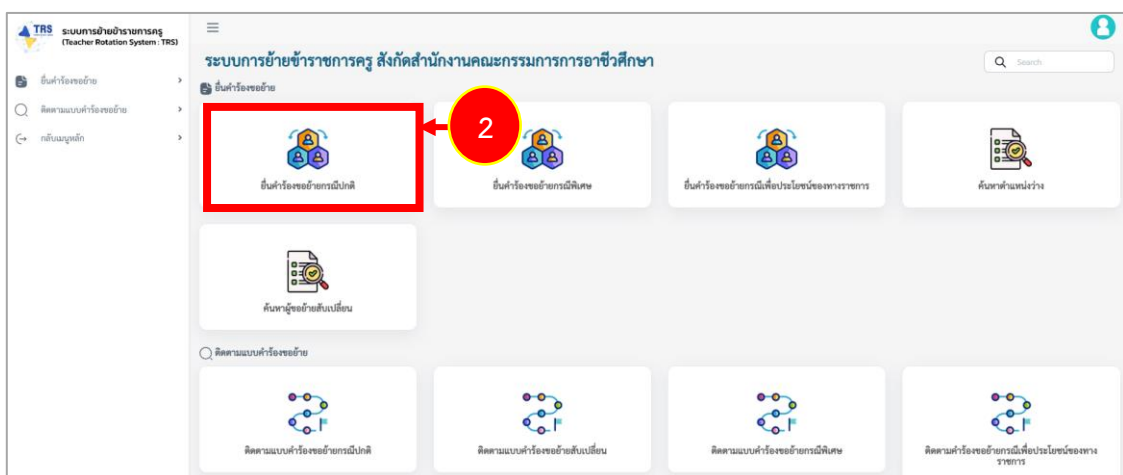 TRS ระบบการย้ายข้าราชการครู
(Teacher Rotation System : TRS)
ยื่นคำร้องขอย้าย
ติดตามแบบคำร้องขอย้าย
กลับเมนูหลัก
ระบบการย้ายข้าราชการครู สังกัดสำนักงานคณะกรรมการการอาชีวศึกษา
Search
ยื่นคำร้องขอย้าย
2
ยื่นคำร้องขอย้ายกรณีปกติ
ยื่นคำร้องขอย้ายกรณีพิเศษ
ยื่นคำร้องขอย้ายกรณีเพื่อประโยชน์ของทางราชการ
ค้นหาตำแหน่งว่าง
ค้นหาผู้ขอย้ายสับเปลี่ยน
ติดตามแบบคำร้องขอย้าย
ติดตามแบบคำร้องขอย้ายกรณีปกติ
ติดตามแบบคำร้องขอย้ายสับเปลี่ยน
ติดตามแบบคำร้องขอย้ายกรณีพิเศษ
ติดตามคำร้องขอย้ายกรณีเพื่อประโยชน์ของทาง
ราชการ